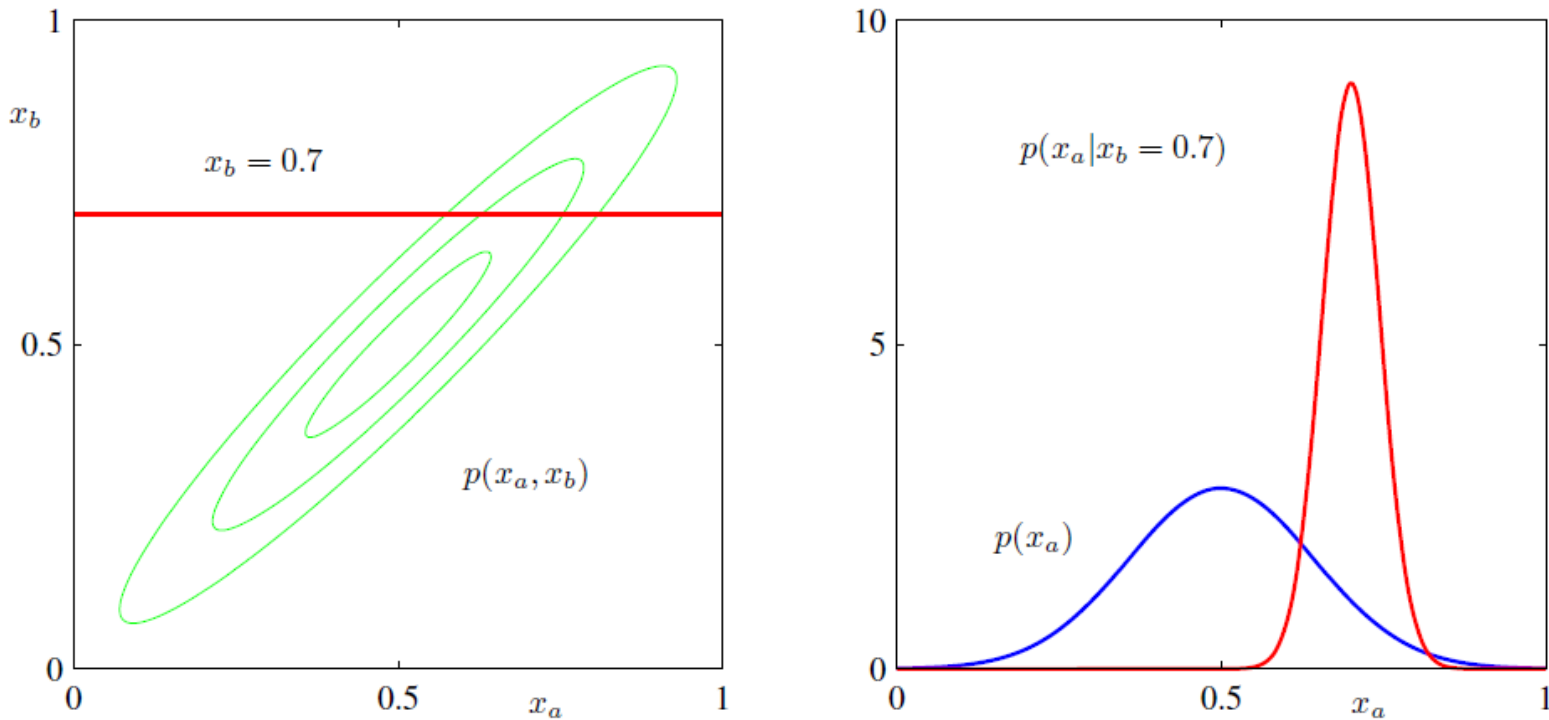 1
x_b
x_b = 0.7
0.5
p(x_a, x_b)
0
0
0.5
x_a
1
10
p(x_a|x_b = 0.7)
5
p(x_a)
0
0
0.5
x_a
1